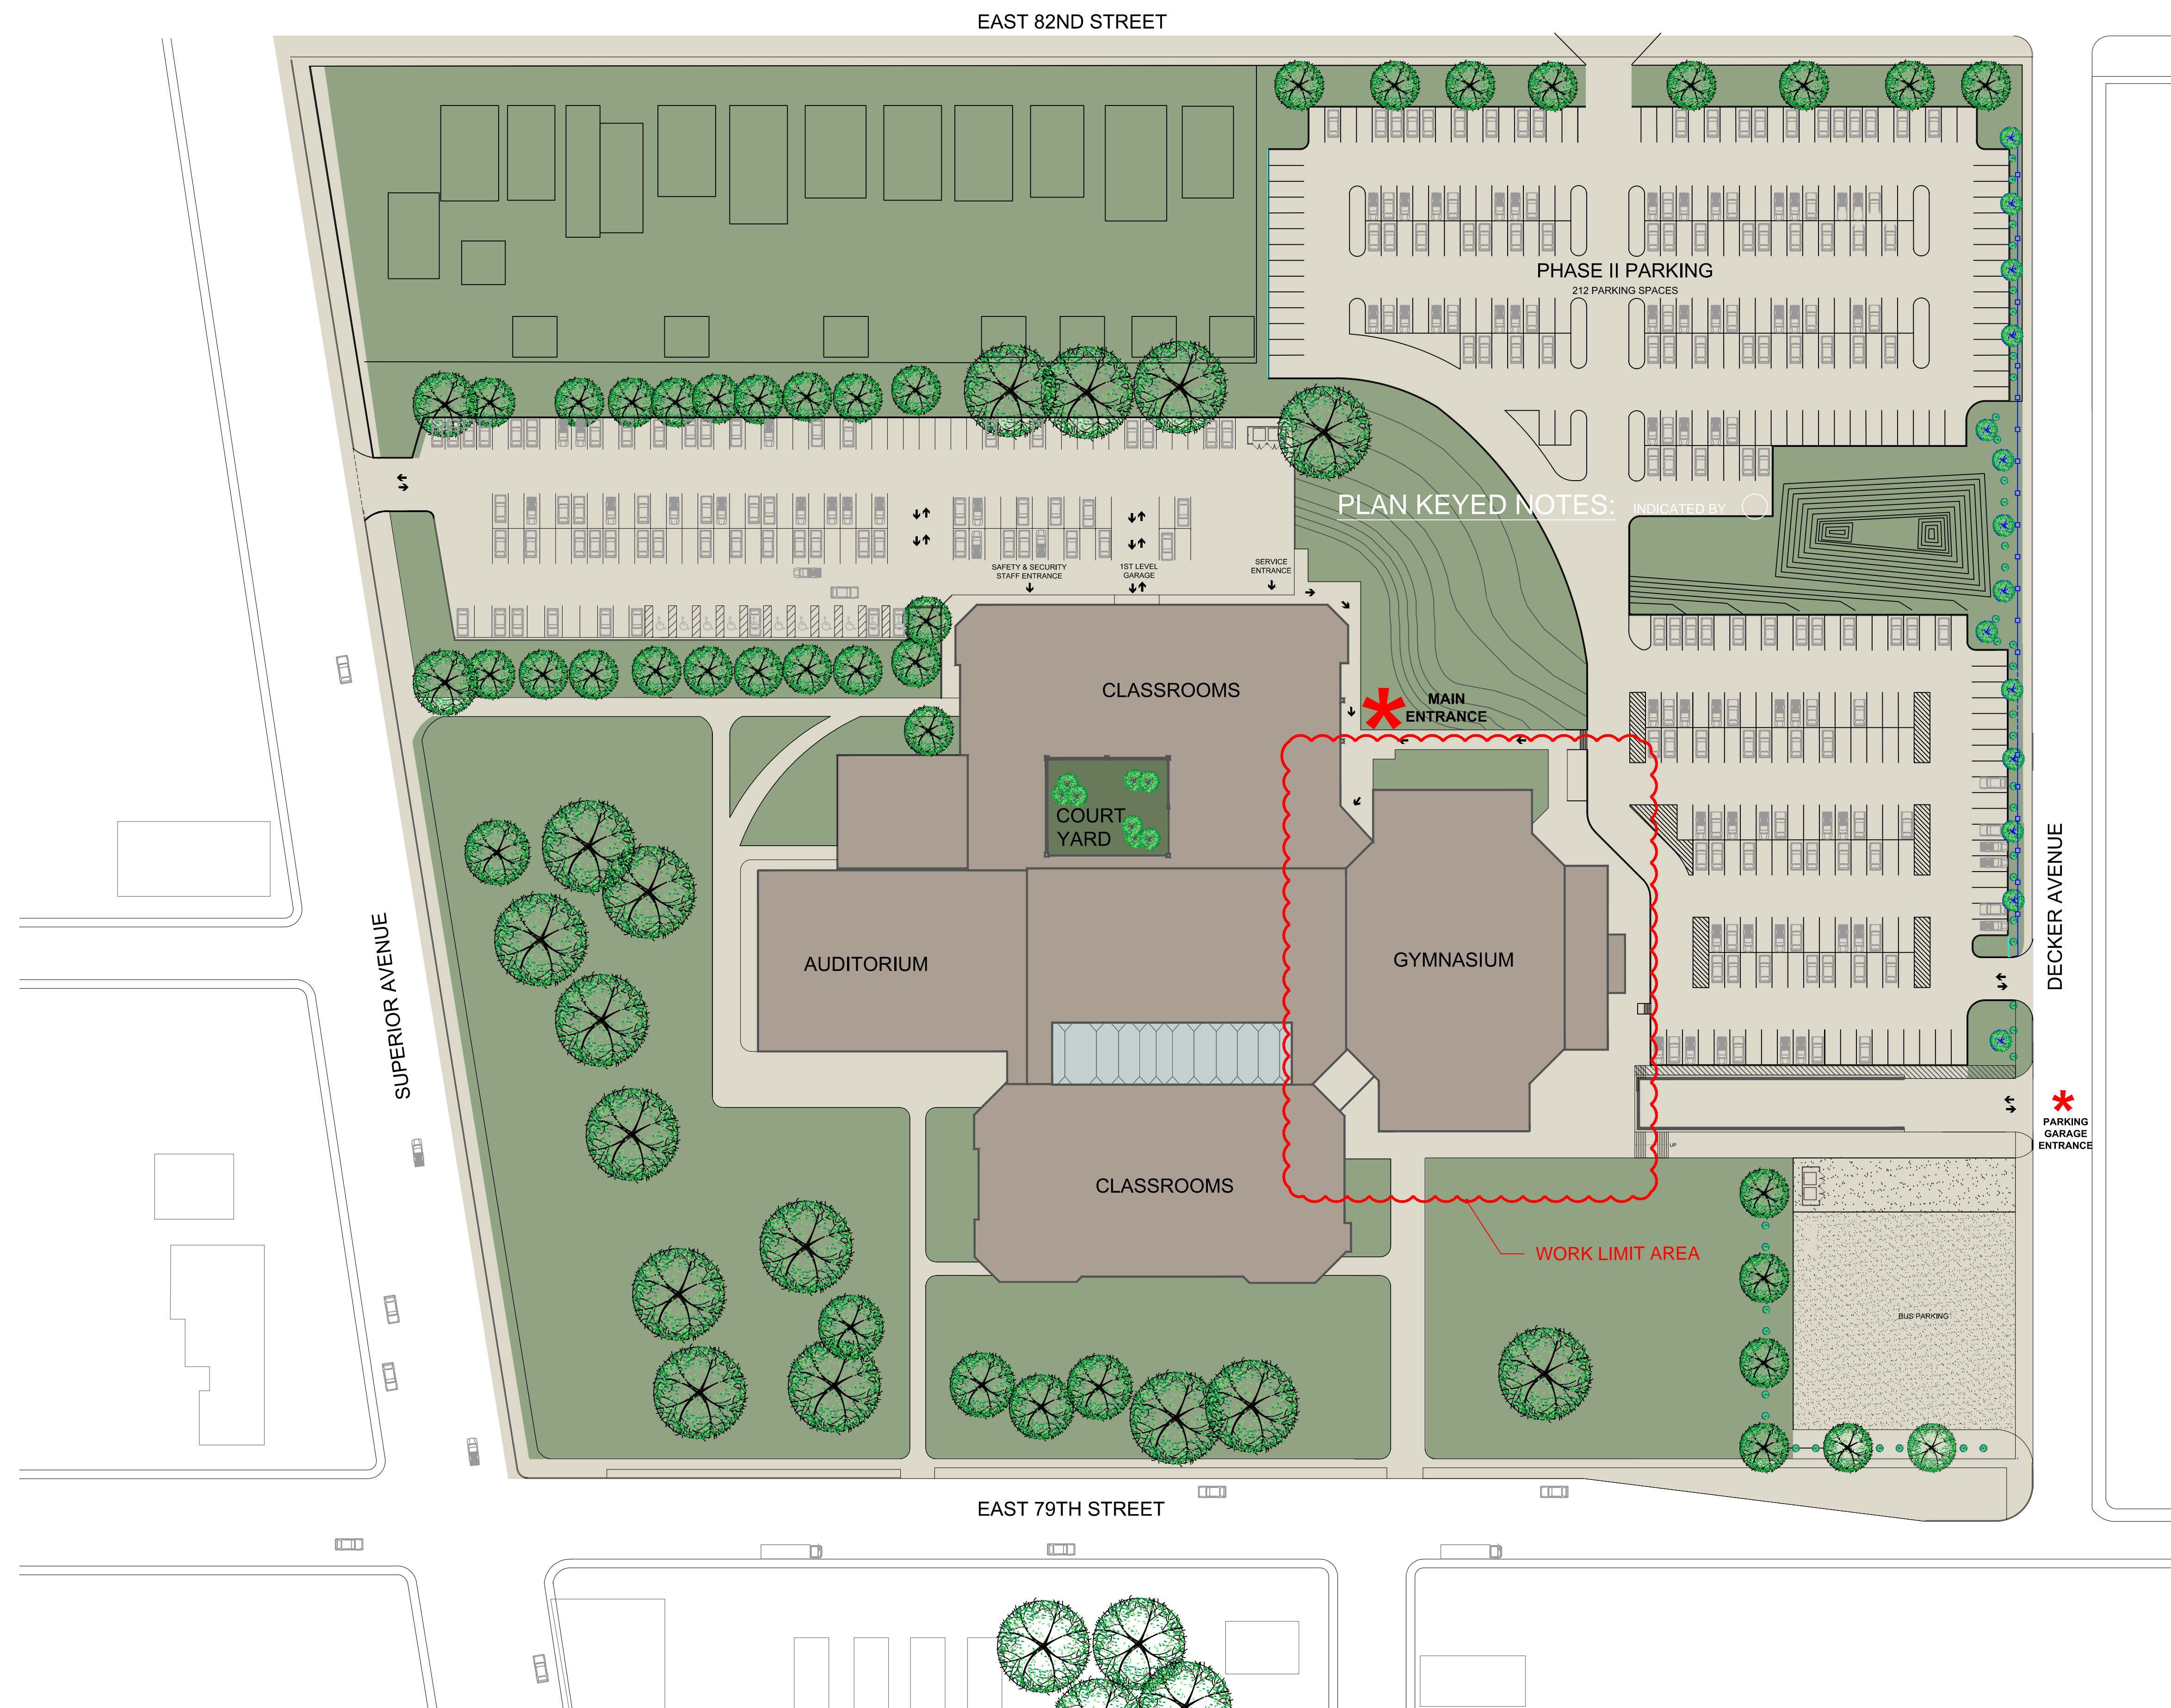 EAST 82ND STREET
PHASE II PARKING
212 PARKING SPACES
PLAN KEYED NOTES: INDICATED BY
SAFETY & SECURITY
STAFF ENTRANCE
1ST LEVEL
GARAGE
SERVICE
ENTRANCE
CLASSROOMS
MAIN
ENTRANCE
COURT
YARD
AUDITORIUM
GYMNASIUM
SUPERIOR AVENUE
DECKER AVENUE
PARKING
GARAGE
ENTRANCE
UP
CLASSROOMS
WORK LIMIT AREA
BUS PARKING
EAST 79TH STREET